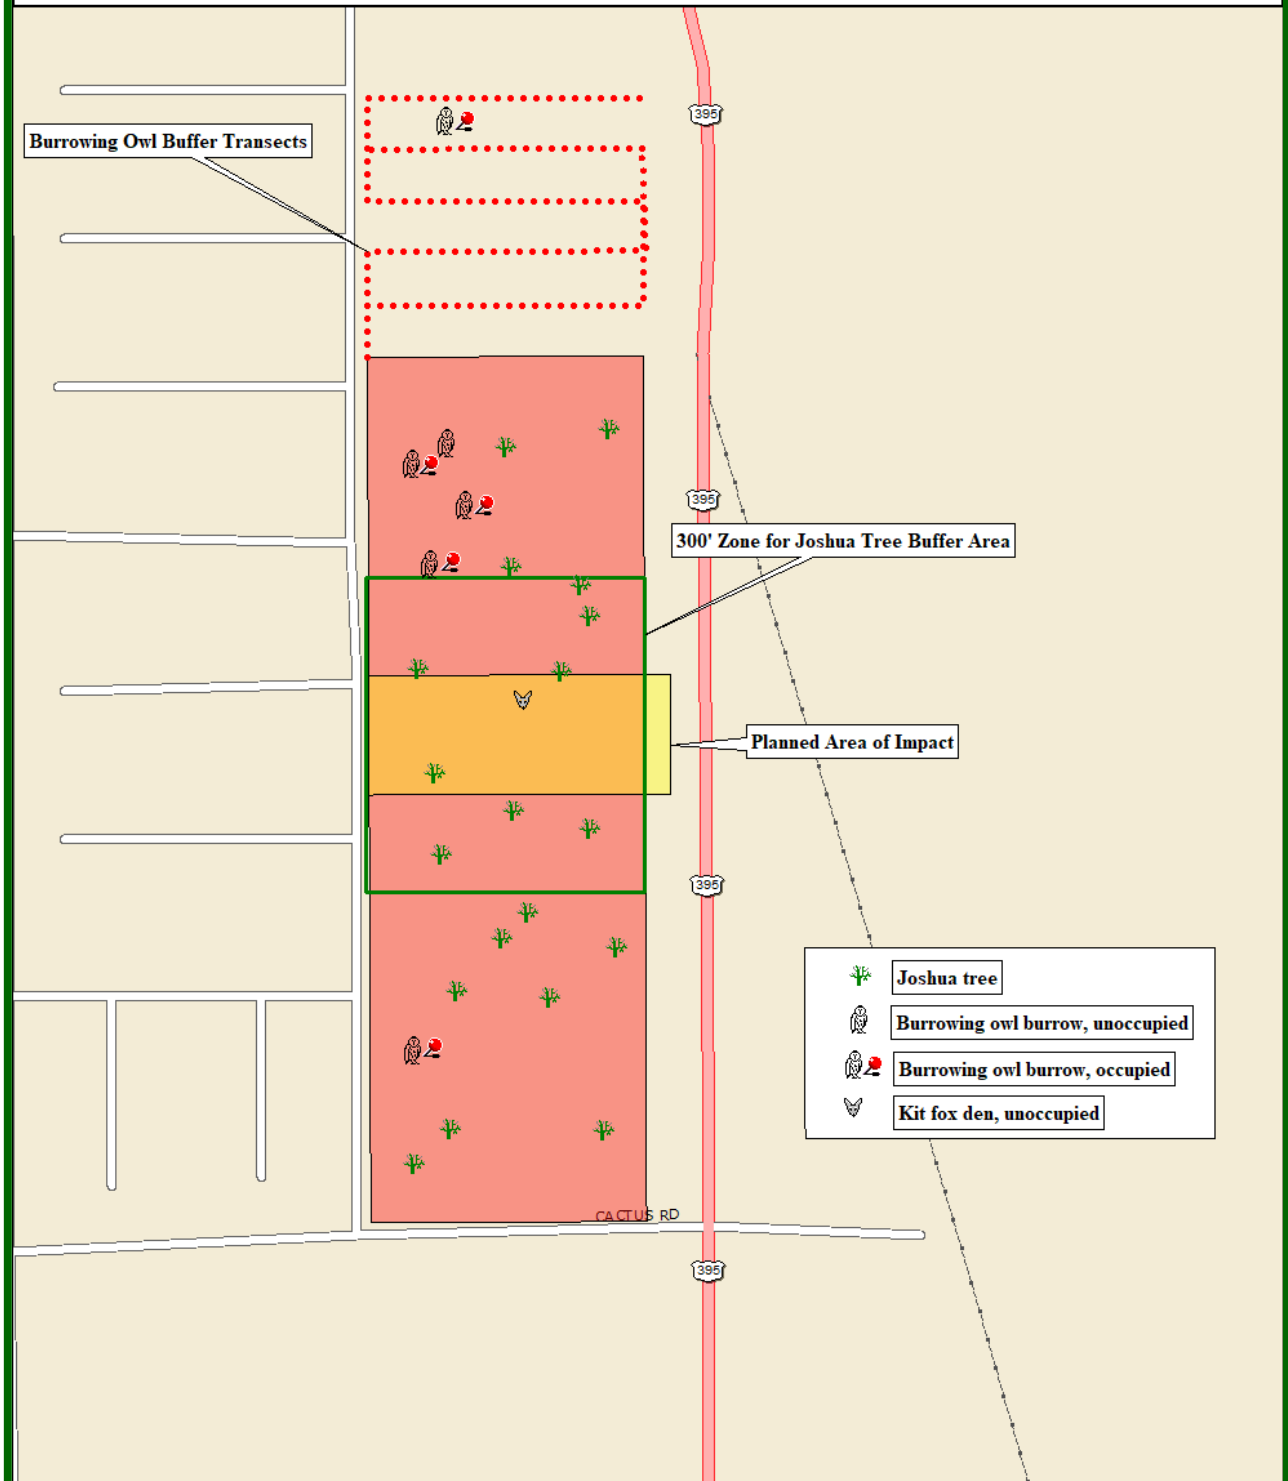 395
Burrowing Owl Buffer Transects
395
300' Zone for Joshua Tree Buffer Area
Planned Area of Impact
395
Joshua tree
Burrowing owl burrow, unoccupied
Burrowing owl burrow, occupied
Kit fox den, unoccupied
CACTUS RD
395